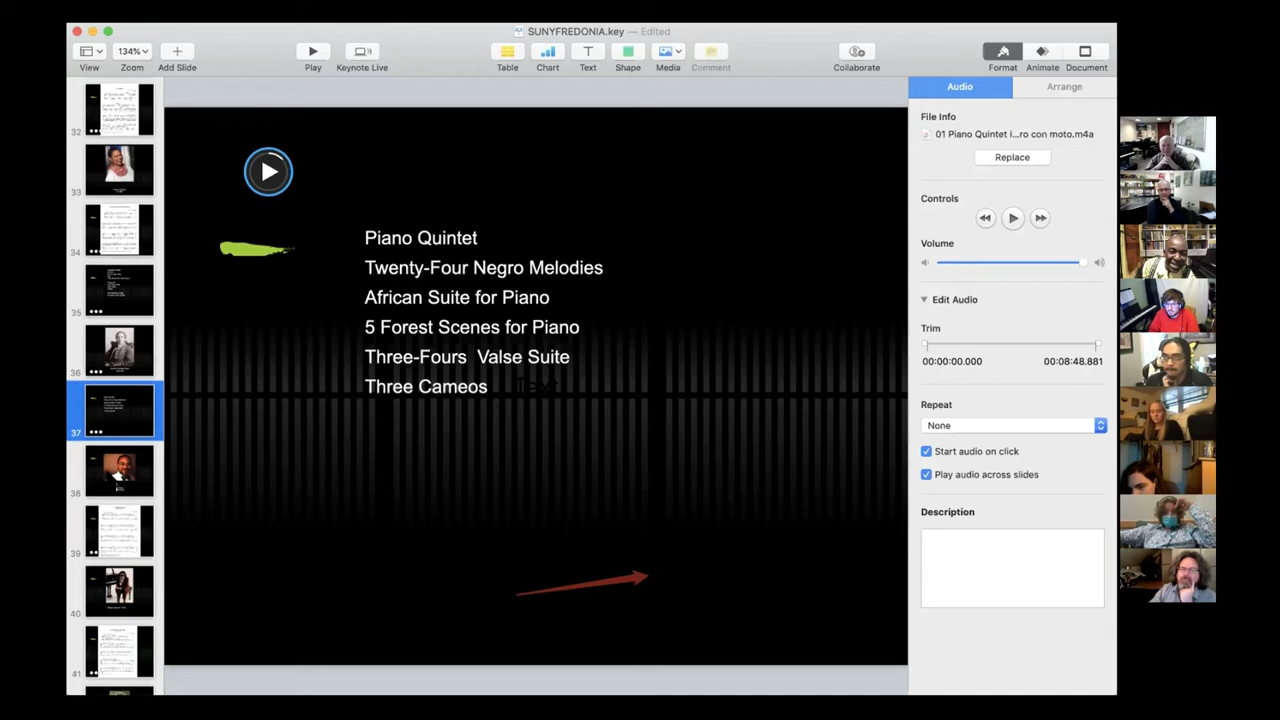 SUNYFREDONIA.key — Edited
134%
View Zoom Add Slide Play Keynote Live Table Chart Text Shape Media Comment Collaborate Format Animate Document
Audio Arrange
File Info
01 Piano Quintet i...ro con moto.m4a
Replace
Controls
Volume
Edit Audio
Trim
00:00:00.000 00:08:48.881
Repeat
None
Start audio on click
Play audio across slides
Description
Piano Quintet
Twenty-Four Negro Melodies
African Suite for Piano
5 Forest Scenes for Piano
Three-Fours Valse Suite
Three Cameos Text
32
33
34
35
36
37
38
39
40
41